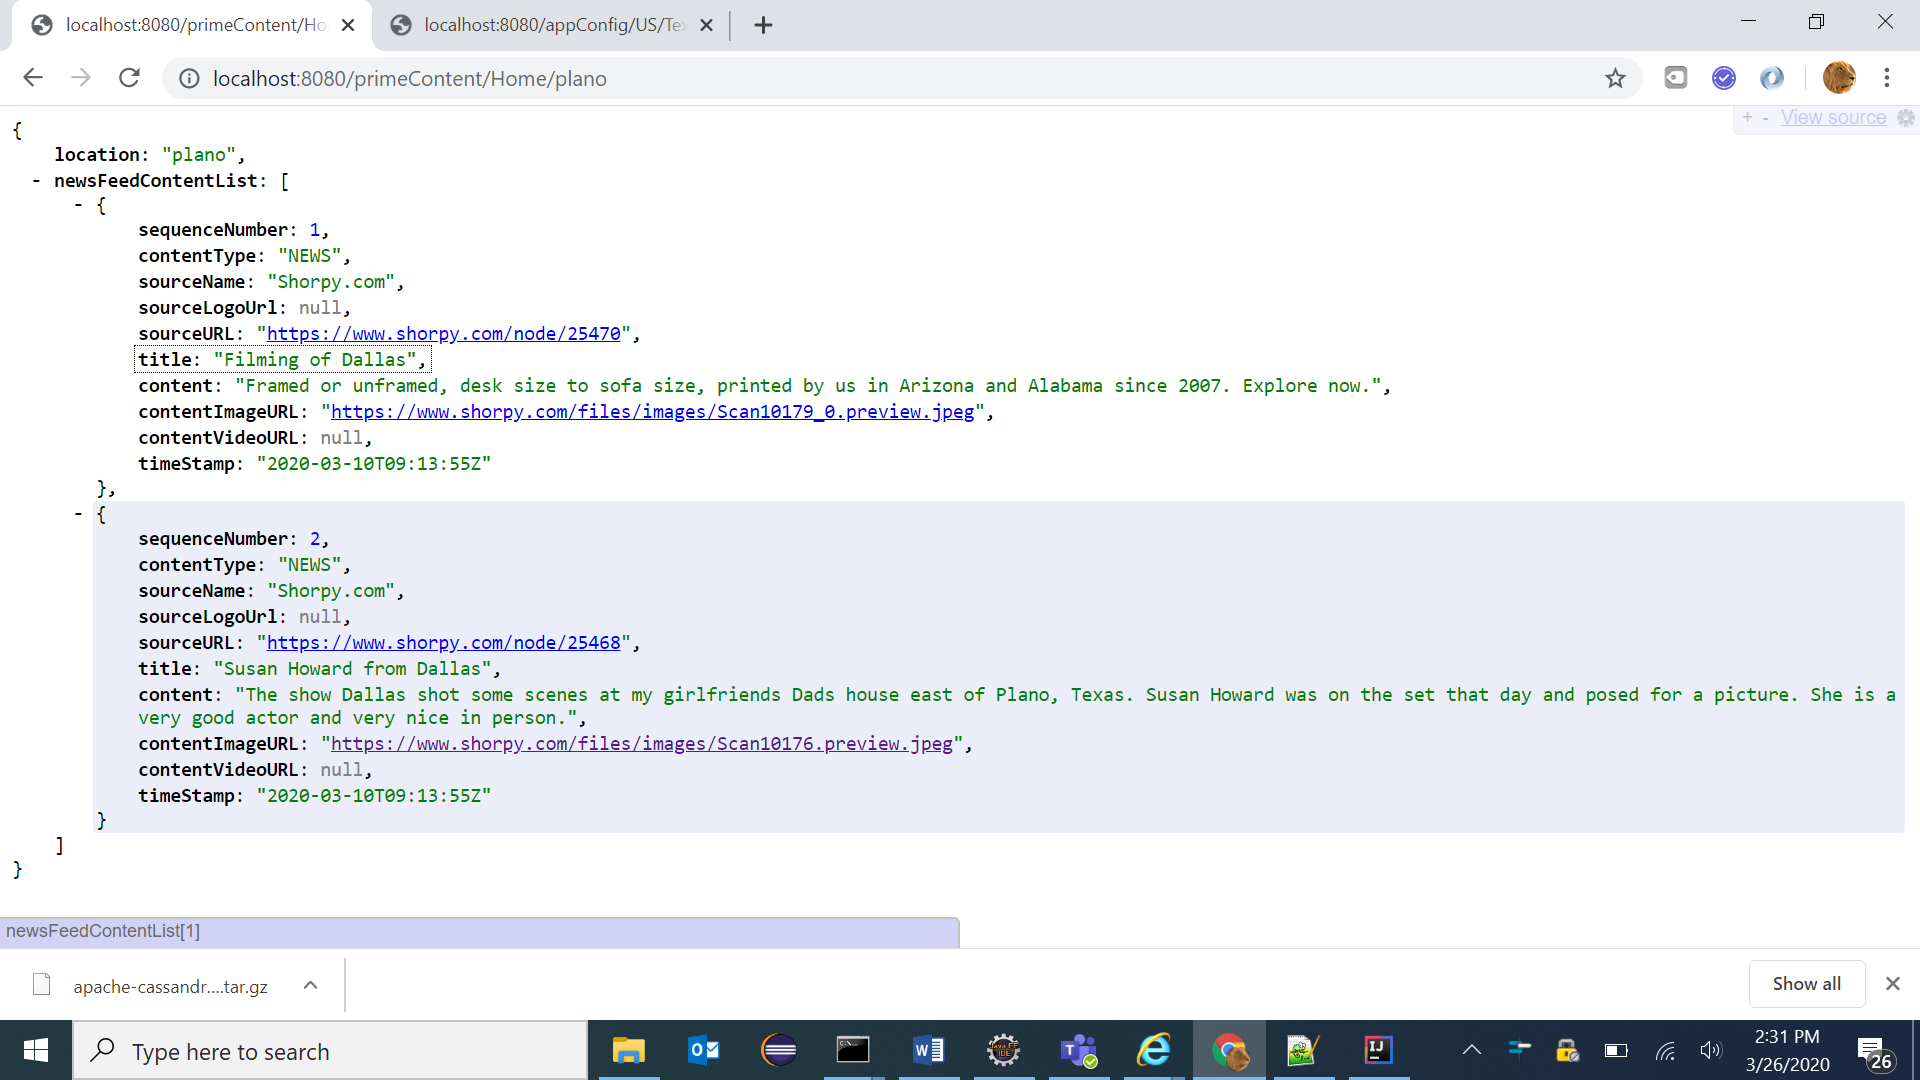 localhost:8080/primeContent/Ho
localhost:8080/appConfig/US/Tex
localhost:8080/primeContent/Home/plano
+ - View source
{
location: "plano",
- newsFeedContentList: [
- {
sequenceNumber: 1,
contentType: "NEWS",
sourceName: "Shorpy.com",
sourceLogoUrl: null,
sourceURL: "https://www.shorpy.com/node/25470",
title: "Filming of Dallas",
content: "Framed or unframed, desk size to sofa size, printed by us in Arizona and Alabama since 2007. Explore now.",
contentImageURL: "https://www.shorpy.com/files/images/Scan10179_0.preview.jpeg",
contentVideoURL: null,
timeStamp: "2020-03-10T09:13:55Z"
},
- {
sequenceNumber: 2,
contentType: "NEWS",
sourceName: "Shorpy.com",
sourceLogoUrl: null,
sourceURL: "https://www.shorpy.com/node/25468",
title: "Susan Howard from Dallas",
content: "The show Dallas shot some scenes at my girlfriends Dads house east of Plano, Texas. Susan Howard was on the set that day and posed for a picture. She is a
very good actor and very nice in person.",
contentImageURL: "https://www.shorpy.com/files/images/Scan10176.preview.jpeg",
contentVideoURL: null,
timeStamp: "2020-03-10T09:13:55Z"
}
]
}
newsFeedContentList[1]
apache-cassandr....tar.gz
Show all
Type here to search
2:31 PM
3/26/2020
26